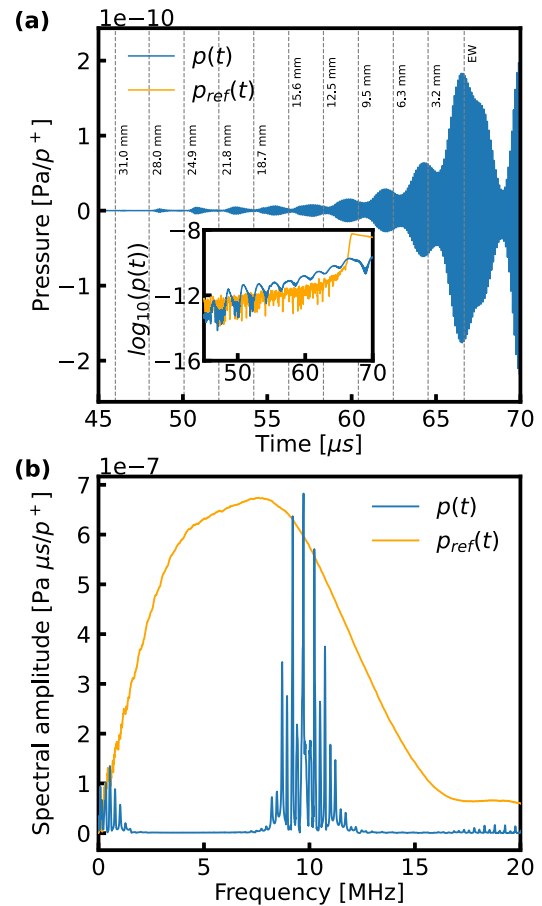 (a)
1e−10
p(t)
p_ref(t)
31.0 mm
28.0 mm
24.9 mm
21.8 mm
18.7 mm
15.6 mm
12.5 mm
9.5 mm
6.3 mm
3.2 mm
EW
2
1
0
−1
−2
Pressure [Pa/p⁺]
−8
−12
−16
log₁₀(p(t))
50 60 70
45 50 55 60 65 70
Time [μs]
(b)
1e−7
p(t)
p_ref(t)
7
6
5
4
3
2
1
0
Spectral amplitude [Pa μs/p⁺]
0 5 10 15 20
Frequency [MHz]